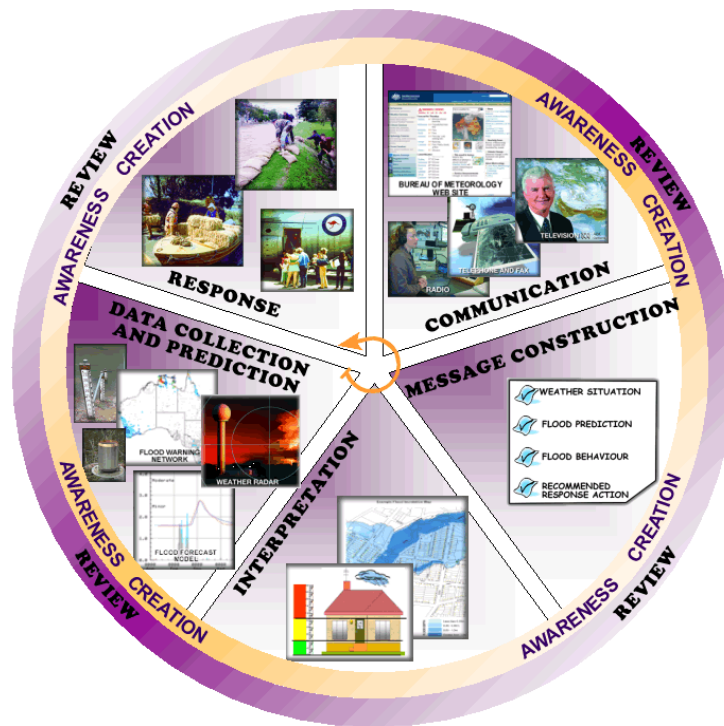 REVIEW
AWARENESS CREATION
RESPONSE
AWARENESS CREATION
REVIEW
BUREAU OF METEOROLOGY
WEB SITE
TELEVISION
TELEPHONE AND FAX
RADIO
COMMUNICATION
DATA COLLECTION
AND PREDICTION
FLOOD WARNING
NETWORK
WEATHER RADAR
FLOOD FORECAST
MODEL
AWARENESS CREATION
REVIEW
INTERPRETATION
MESSAGE CONSTRUCTION
WEATHER SITUATION
FLOOD PREDICTION
FLOOD BEHAVIOUR
RECOMMENDED
RESPONSE ACTION
AWARENESS CREATION
REVIEW